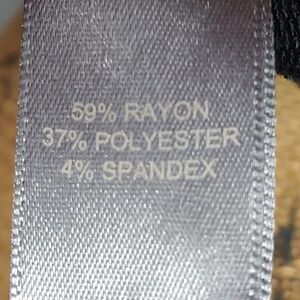 59% RAYON
37% POLYESTER
4% SPANDEX